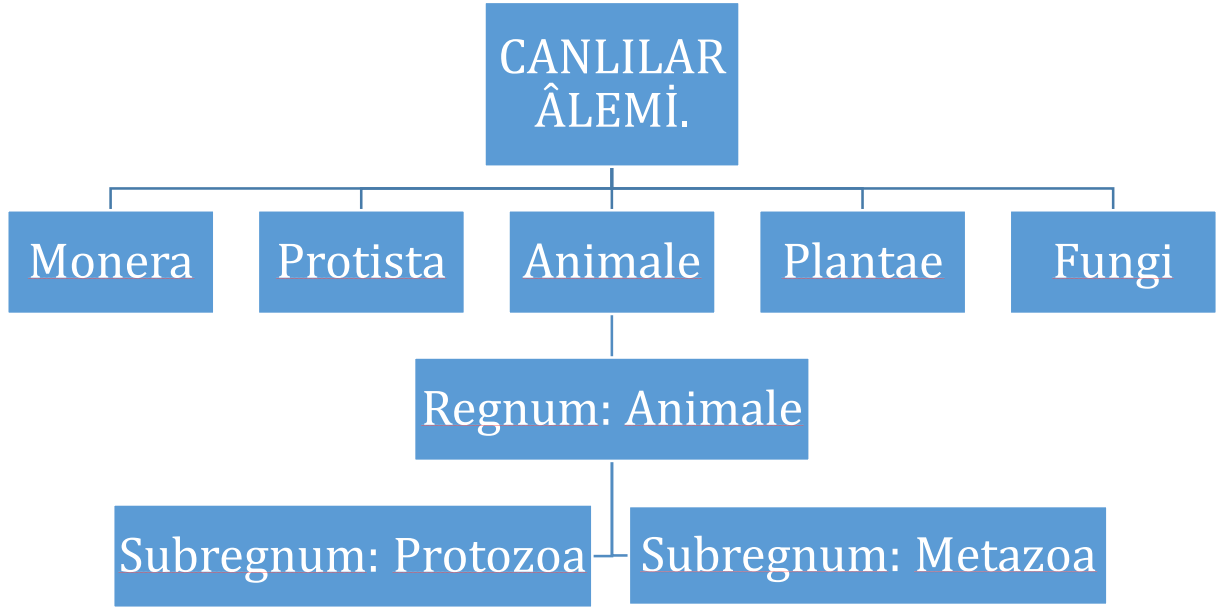 CANLILAR
ÂLEMİ.
Monera
Protista
Animale
Plantae
Fungi
Regnum: Animale
Subregnum: Protozoa
Subregnum: Metazoa